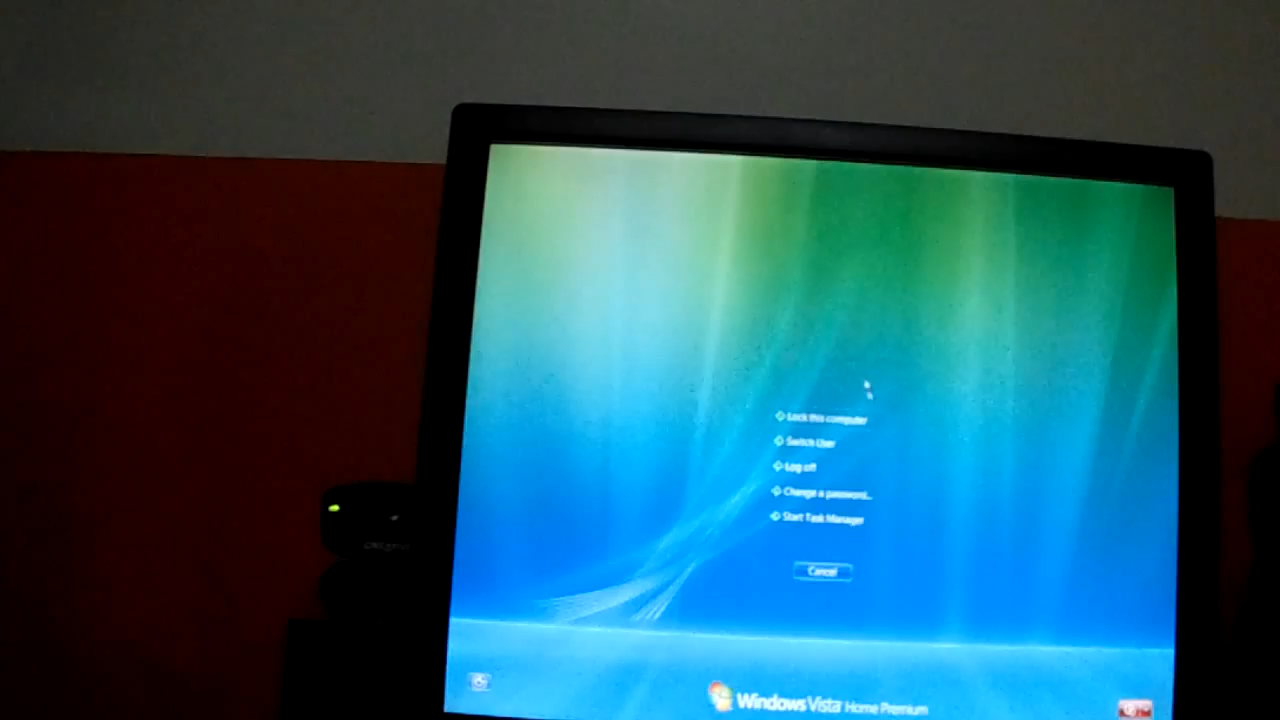 Lock this computer
Switch User
Log off
Change a password...
Start Task Manager
Cancel
Windows Vista Home Premium